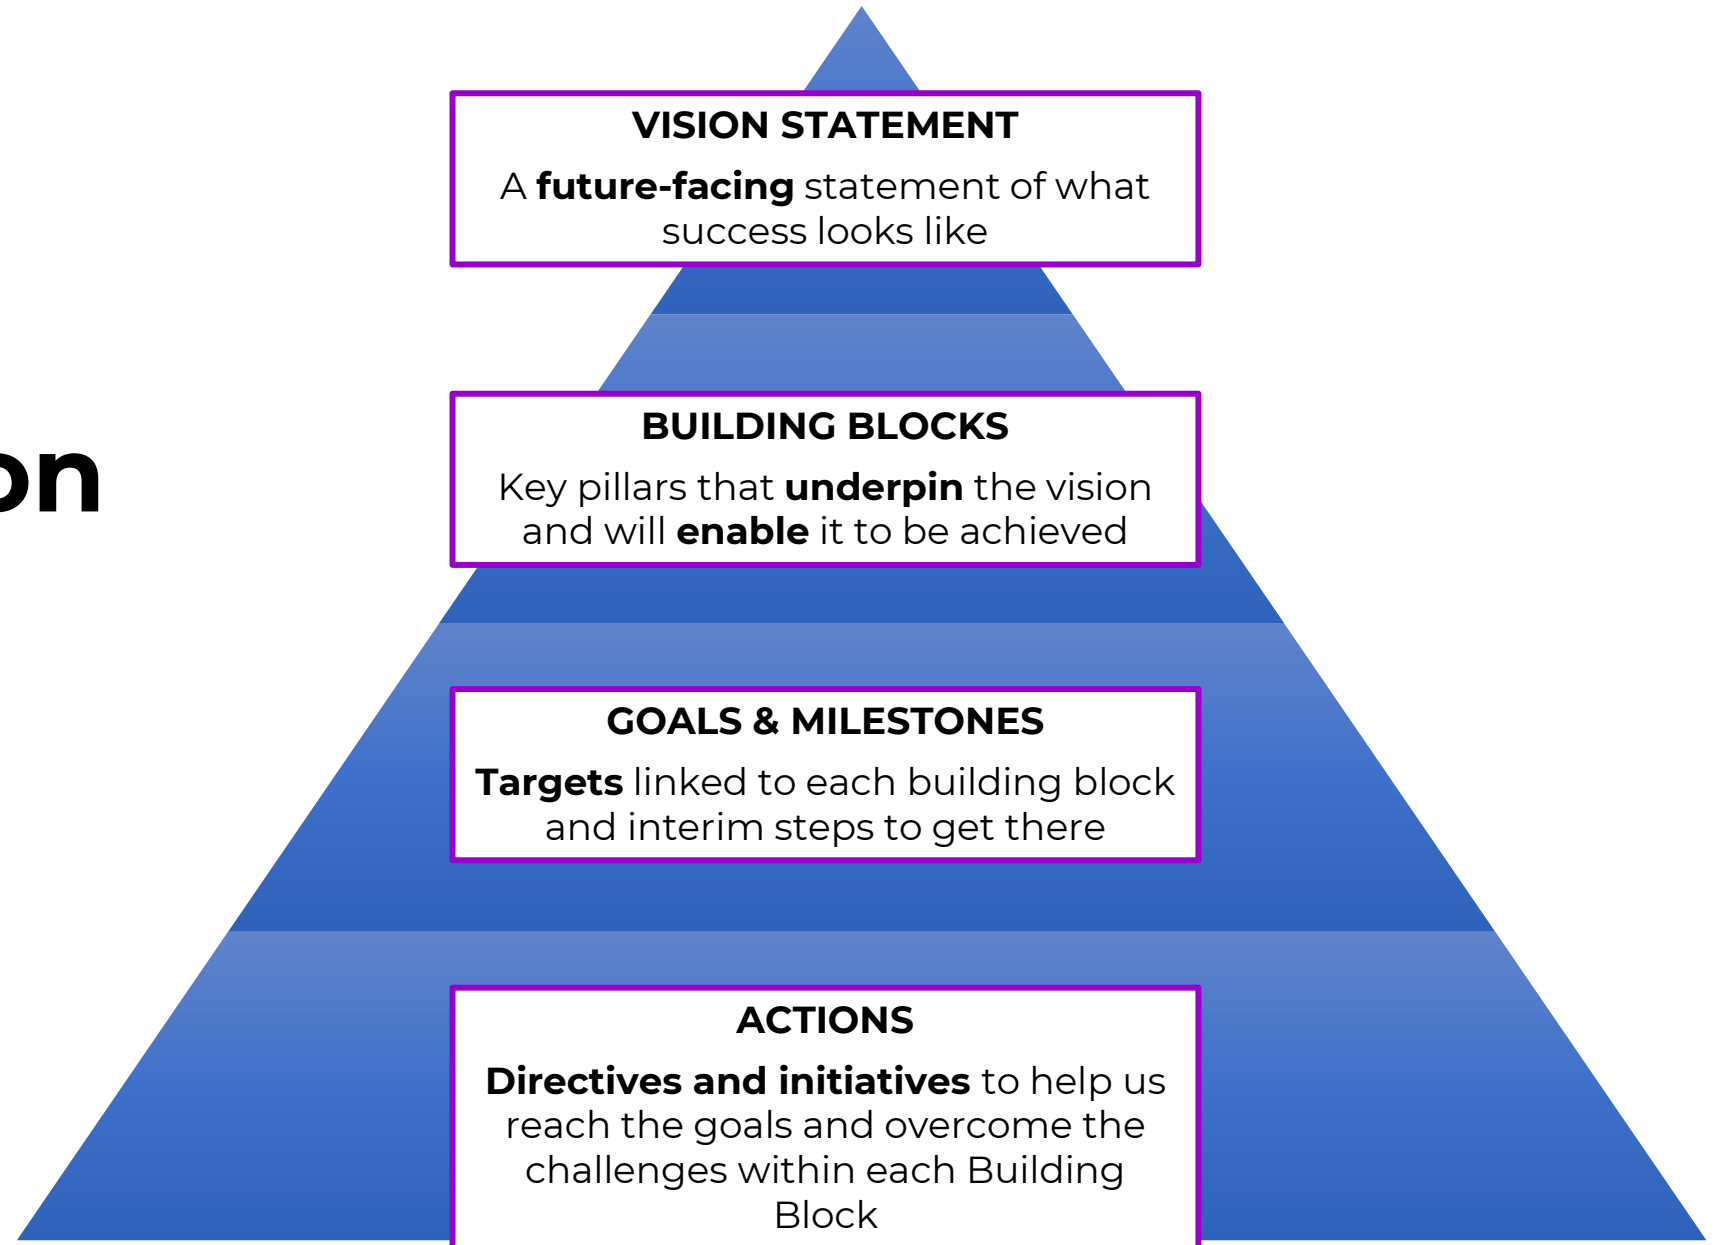 VISION STATEMENT
A future-facing statement of what
success looks like
on
BUILDING BLOCKS
Key pillars that underpin the vision
and will enable it to be achieved
GOALS & MILESTONES
Targets linked to each building block
and interim steps to get there
ACTIONS
Directives and initiatives to help us
reach the goals and overcome the
challenges within each Building
Block